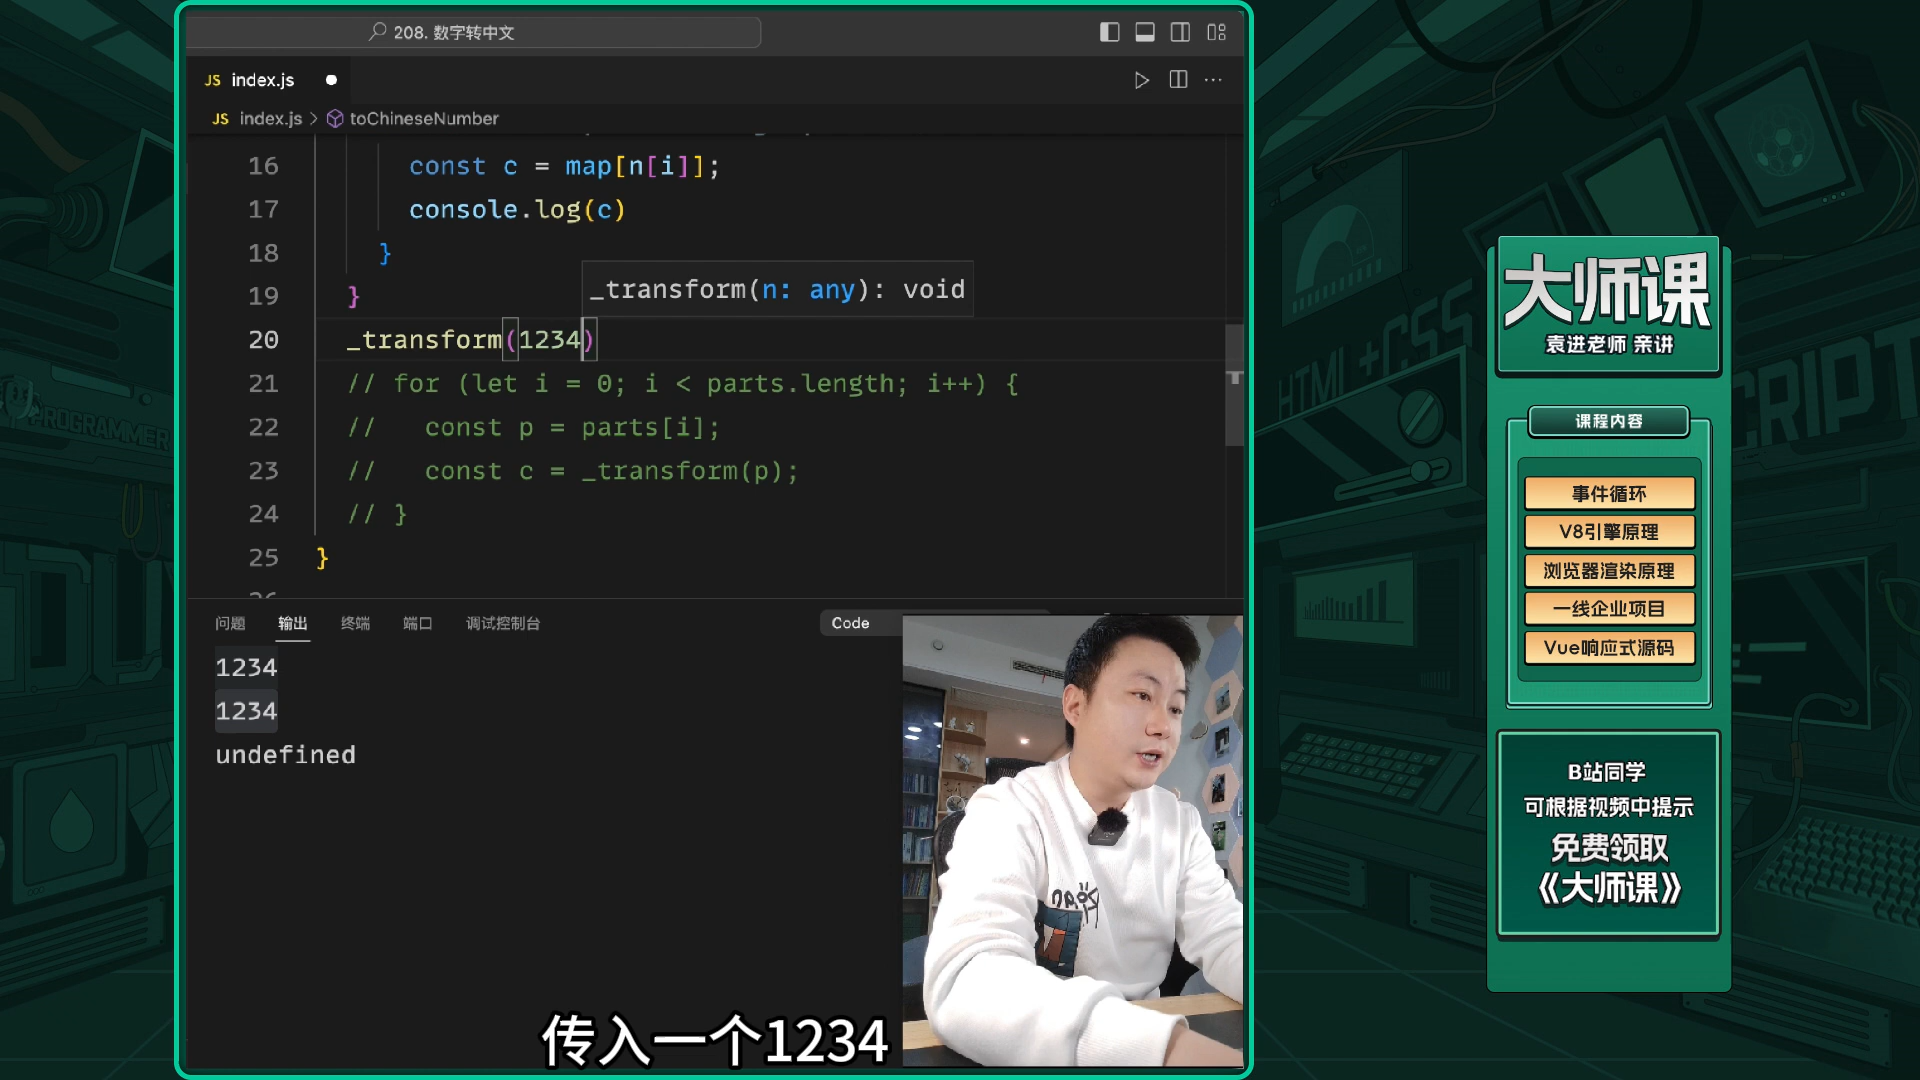 208. 数字转中文
JS index.js
JS index.js > toChineseNumber
16 const c = map[n[i]];
17 console.log(c)
18 }
19 }
_transform(n: any): void
20 _transform(1234)
21 // for (let i = 0; i < parts.length; i++) {
22 //   const p = parts[i];
23 //   const c = _transform(p);
24 // }
25 }
问题 输出 终端 端口 调试控制台 Code
1234
1234
undefined
传入一个1234
大师课
袁进老师 亲讲
课程内容
事件循环
V8引擎原理
浏览器渲染原理
一线企业项目
Vue响应式源码
B站同学
可根据视频中提示
免费领取
《大师课》
PROGRAMMER
HTML+CSS
CRIPT